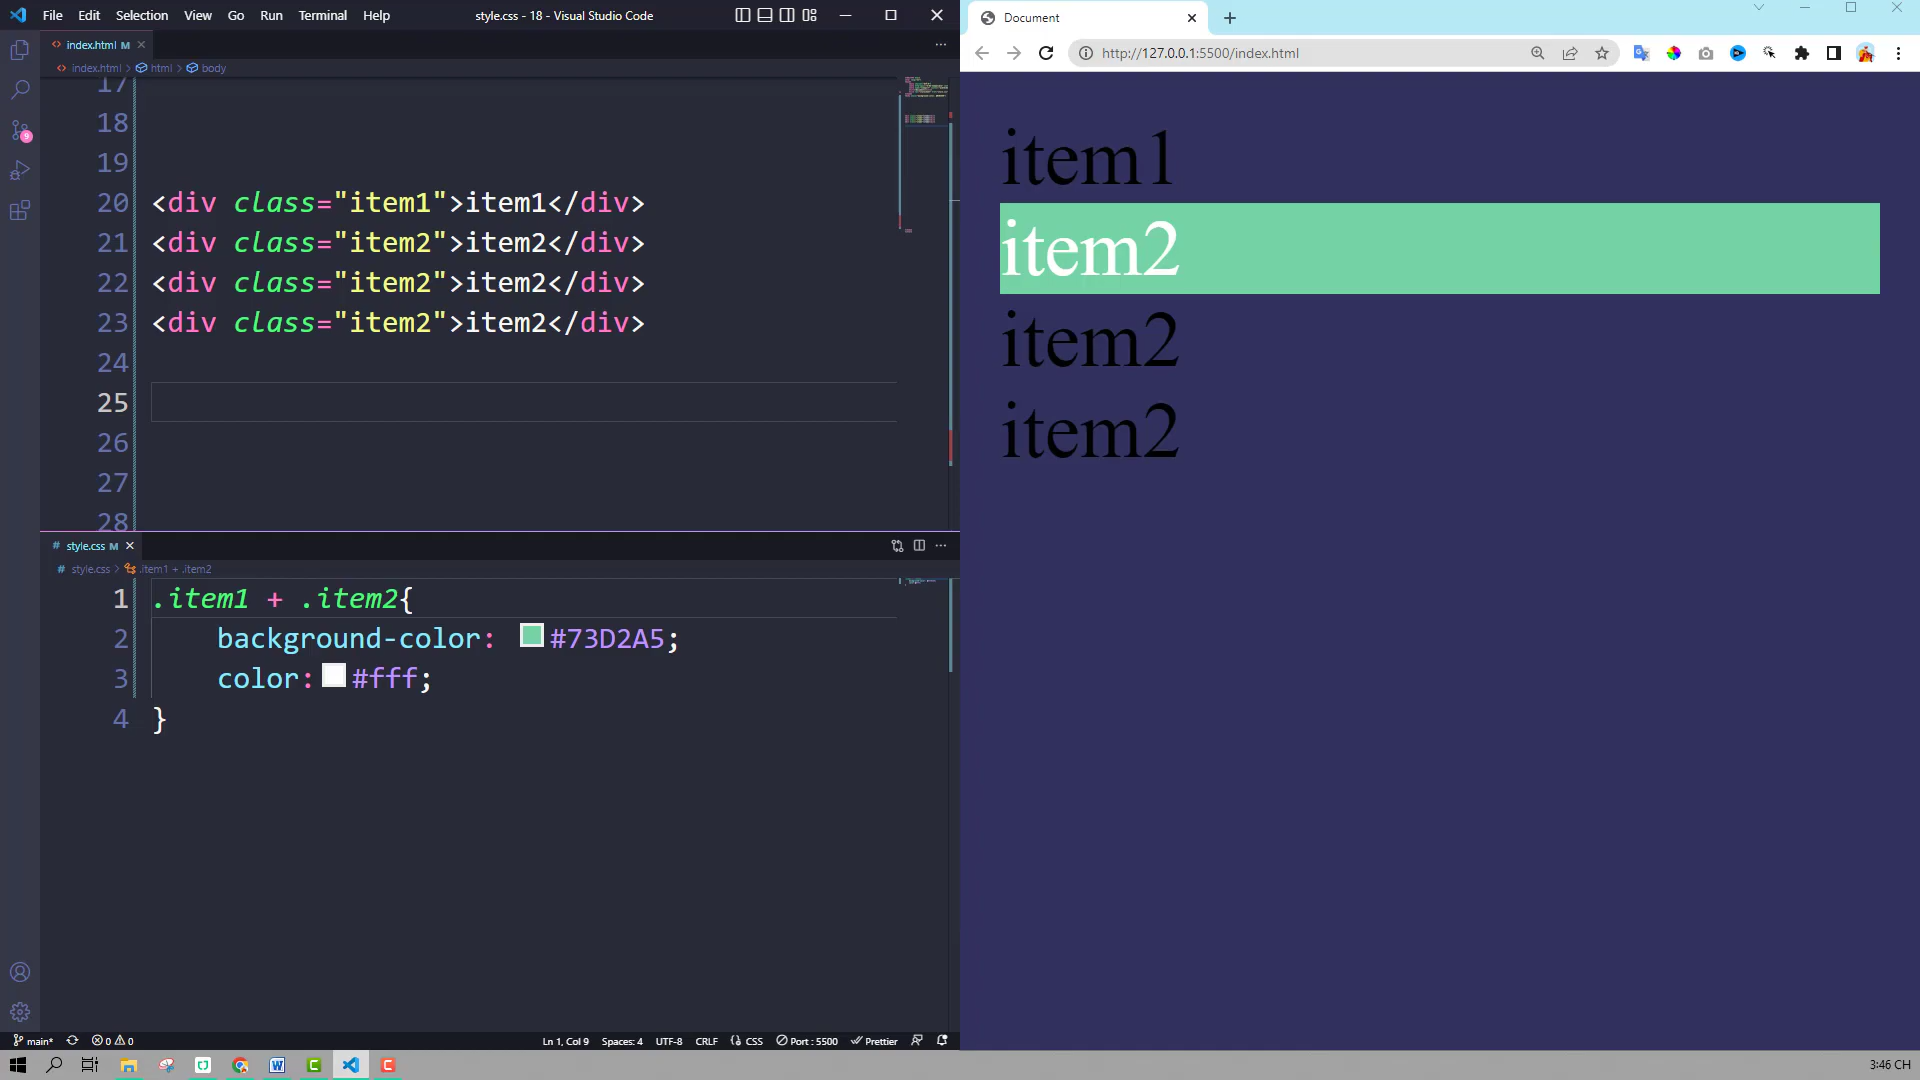 File Edit Selection View Go Run Terminal Help
style.css - 18 - Visual Studio Code
index.html M
index.html > html > body
17
18
19
20 <div class="item1">item1</div>
21 <div class="item2">item2</div>
22 <div class="item2">item2</div>
23 <div class="item2">item2</div>
24
25
26
27
28
9
# style.css M
# style.css > .item1 + .item2
1 .item1 + .item2{
2 background-color: #73D2A5;
3 color: #fff;
4 }
main* 0 0 Ln 1, Col 9 Spaces: 4 UTF-8 CRLF CSS Port : 5500 Prettier
Document
http://127.0.0.1:5500/index.html
item1
item2
item2
item2
3:46 CH